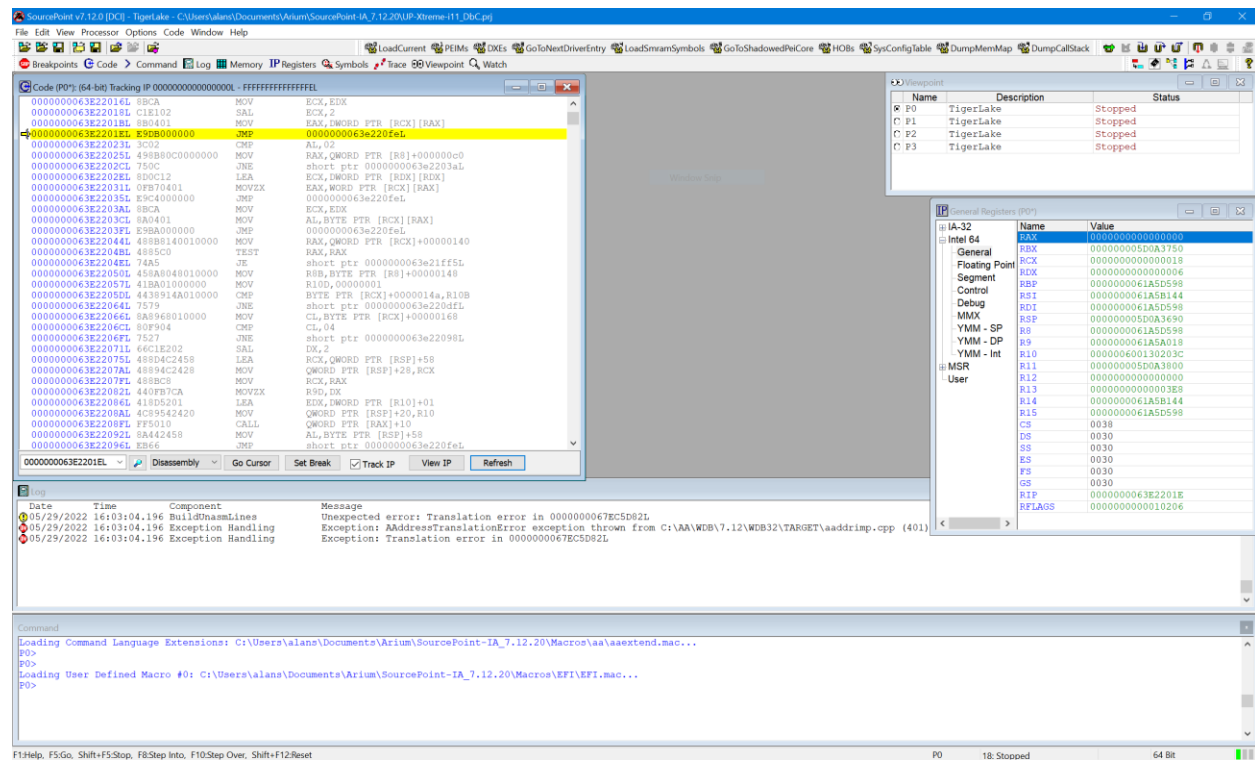 SourcePoint v7.12.0 [DCI] - TigerLake - C:\Users\alans\Documents\Arium\SourcePoint-IA_7.12.20\UP-Xtreme-i11_DbC.prj
File Edit View Processor Options Code Window Help
LoadCurrent PEIMs DXEs GoToNextDriverEntry LoadSmramSymbols GoToShadowedPeiCore HOBs SysConfigTable DumpMemMap DumpCallStack
Breakpoints Code Command Log Memory IP Registers Symbols Trace Viewpoint Watch
Code (P0*): (64-bit) Tracking IP 0000000000000000L - FFFFFFFFFFFFFFFFL
0000000063E22016L 8BCA MOV ECX,EDX
0000000063E22018L C1E102 SAL ECX,2
0000000063E2201BL 8B0401 MOV EAX,DWORD PTR [RCX][RAX]
0000000063E2201EL E9DB000000 JMP 0000000063e220feL
0000000063E22023L 3C02 CMP AL,02
0000000063E22025L 498B80C0000000 MOV RAX,QWORD PTR [R8]+000000c0
0000000063E2202CL 750C JNE short ptr 0000000063e2203aL
0000000063E2202EL 8D0C12 LEA ECX,DWORD PTR [RDX][RDX]
0000000063E22031L 0FB70401 MOVZX EAX,WORD PTR [RCX][RAX]
0000000063E22035L E9C4000000 JMP 0000000063e220feL
0000000063E2203AL 8BCA MOV ECX,EDX
0000000063E2203CL 8A0401 MOV AL,BYTE PTR [RCX][RAX]
0000000063E2203FL E9BA000000 JMP 0000000063e220feL
0000000063E22044L 488B8140010000 MOV RAX,QWORD PTR [RCX]+00000140
0000000063E2204BL 4885C0 TEST RAX,RAX
0000000063E2204EL 74A5 JE short ptr 0000000063e21ff5L
0000000063E22050L 458A8048010000 MOV R8B,BYTE PTR [R8]+00000148
0000000063E22057L 41BA01000000 MOV R10D,00000001
0000000063E2205DL 4438914A010000 CMP BYTE PTR [RCX]+0000014a,R10B
0000000063E22064L 7579 JNE short ptr 0000000063e220dfL
0000000063E22066L 8A8968010000 MOV CL,BYTE PTR [RCX]+00000168
0000000063E2206CL 80F904 CMP CL,04
0000000063E2206FL 7527 JNE short ptr 0000000063e22098L
0000000063E22071L 66C1E202 SAL DX,2
0000000063E22075L 488D4C2458 LEA RCX,QWORD PTR [RSP]+58
0000000063E2207AL 48894C2428 MOV QWORD PTR [RSP]+28,RCX
0000000063E2207FL 488BC8 MOV RCX,RAX
0000000063E22082L 440FB7CA MOVZX R9D,DX
0000000063E22086L 418D5201 LEA EDX,DWORD PTR [R10]+01
0000000063E2208AL 4C89542420 MOV QWORD PTR [RSP]+20,R10
0000000063E2208FL FF5010 CALL QWORD PTR [RAX]+10
0000000063E22092L 8A442458 MOV AL,BYTE PTR [RSP]+58
0000000063E22096L EB66 JMP short ptr 0000000063e220feL
0000000063E2201EL Disassembly Go Cursor Set Break Track IP View IP Refresh
Viewpoint
Name Description Status
P0 TigerLake Stopped
P1 TigerLake Stopped
P2 TigerLake Stopped
P3 TigerLake Stopped
Window Snip
IP General Registers (P0*)
IA-32
Intel 64
General
Floating Point
Segment
Control
Debug
MMX
YMM - SP
YMM - DP
YMM - Int
MSR
User
Name Value
RAX 0000000000000000
RBX 000000005D0A3750
RCX 0000000000000018
RDX 0000000000000006
RBP 0000000061A5D598
RSI 0000000061A5B144
RDI 0000000061A5D598
RSP 000000005D0A3690
R8 0000000061A5D598
R9 0000000061A5A018
R10 000000600130203C
R11 000000005D0A3800
R12 0000000000000000
R13 00000000000003E8
R14 0000000061A5B144
R15 0000000061A5D598
CS 0038
DS 0030
SS 0030
ES 0030
FS 0030
GS 0030
RIP 0000000063E2201E
RFLAGS 0000000000010206
Log
Date Time Component Message
05/29/2022 16:03:04.196 BuildUnasmLines Unexpected error: Translation error in 0000000067EC5D82L
05/29/2022 16:03:04.196 Exception Handling Exception: AAddressTranslationError exception thrown from C:\AA\WDB\7.12\WDB32\TARGET\aaddrimp.cpp (401)
05/29/2022 16:03:04.196 Exception Handling Exception: Translation error in 0000000067EC5D82L
Command
Loading Command Language Extensions: C:\Users\alans\Documents\Arium\SourcePoint-IA_7.12.20\Macros\aa\aaextend.mac...
P0>
P0>
Loading User Defined Macro #0: C:\Users\alans\Documents\Arium\SourcePoint-IA_7.12.20\Macros\EFI\EFI.mac...
P0>
F1:Help, F5:Go, Shift+F5:Stop, F8:Step Into, F10:Step Over, Shift+F12:Reset P0 18: Stopped 64 Bit